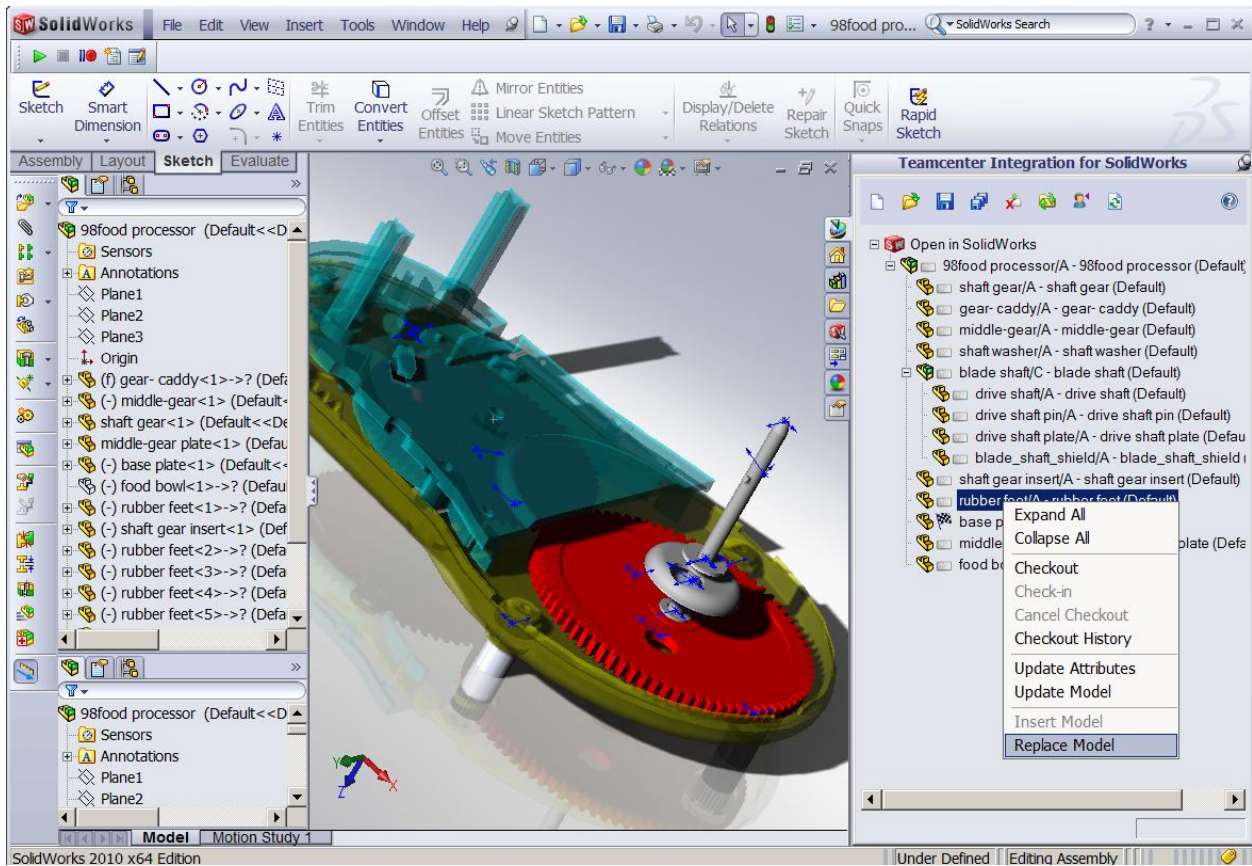 SolidWorks File Edit View Insert Tools Window Help 98food pro... SolidWorks Search
Sketch Smart Dimension Trim Entities Convert Entities Offset Entities Mirror Entities Linear Sketch Pattern Move Entities Display/Delete Relations Repair Sketch Quick Snaps Rapid Sketch
Assembly Layout Sketch Evaluate
98food processor (Default<<D
Sensors
Annotations
Plane1
Plane2
Plane3
Origin
(f) gear- caddy<1>->? (Defa
(-) middle-gear<1> (Default<
shaft gear<1> (Default<<De
middle-gear plate<1> (Defau
(-) base plate<1> (Default<<
(-) food bowl<1>->? (Defaul
(-) rubber feet<1>->? (Defa
(-) shaft gear insert<1> (Def
(-) rubber feet<2>->? (Defa
(-) rubber feet<3>->? (Defa
(-) rubber feet<4>->? (Defa
(-) rubber feet<5>->? (Defa
98food processor (Default<<D
Sensors
Annotations
Plane1
Plane2
Model Motion Study 1
Y X Z
Teamcenter Integration for SolidWorks
Open in SolidWorks
98food processor/A - 98food processor (Default)
shaft gear/A - shaft gear (Default)
gear- caddy/A - gear- caddy (Default)
middle-gear/A - middle-gear (Default)
shaft washer/A - shaft washer (Default)
blade shaft/C - blade shaft (Default)
drive shaft/A - drive shaft (Default)
drive shaft pin/A - drive shaft pin (Default)
drive shaft plate/A - drive shaft plate (Defau
blade_shaft_shield/A - blade_shaft_shield (
shaft gear insert/A - shaft gear insert (Default)
rubber feet/A - rubber feet (Default)
base p
middle plate (Defa
food bo
Expand All
Collapse All
Checkout
Check-in
Cancel Checkout
Checkout History
Update Attributes
Update Model
Insert Model
Replace Model
SolidWorks 2010 x64 Edition Under Defined Editing Assembly